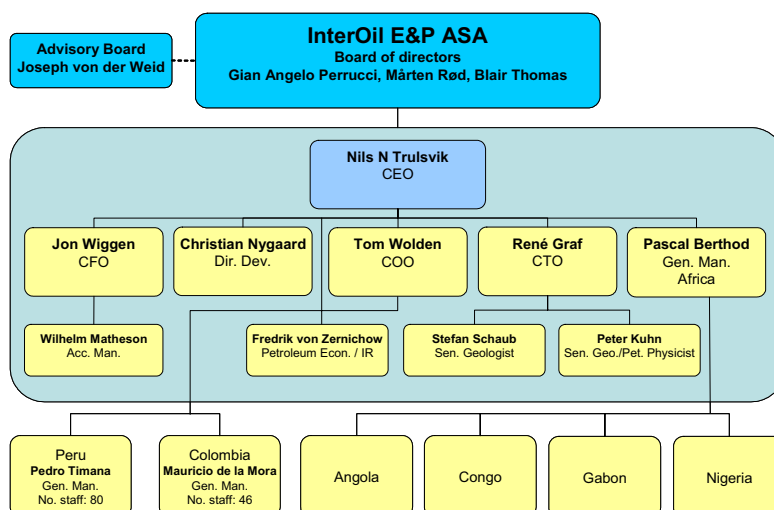 InterOil E&P ASA
Board of directors
Gian Angelo Perrucci, Mårten Rød, Blair Thomas
Advisory Board
Joseph von der Weid
Nils N Trulsvik
CEO
Jon Wiggen
CFO
Christian Nygaard
Dir. Dev.
Tom Wolden
COO
René Graf
CTO
Pascal Berthod
Gen. Man.
Africa
Wilhelm Matheson
Acc. Man.
Fredrik von Zernichow
Petroleum Econ. / IR
Stefan Schaub
Sen. Geologist
Peter Kuhn
Sen. Geo./Pet. Physicist
Peru
Pedro Timana
Gen. Man.
No. staff: 80
Colombia
Mauricio de la Mora
Gen. Man.
No. staff: 46
Angola
Congo
Gabon
Nigeria